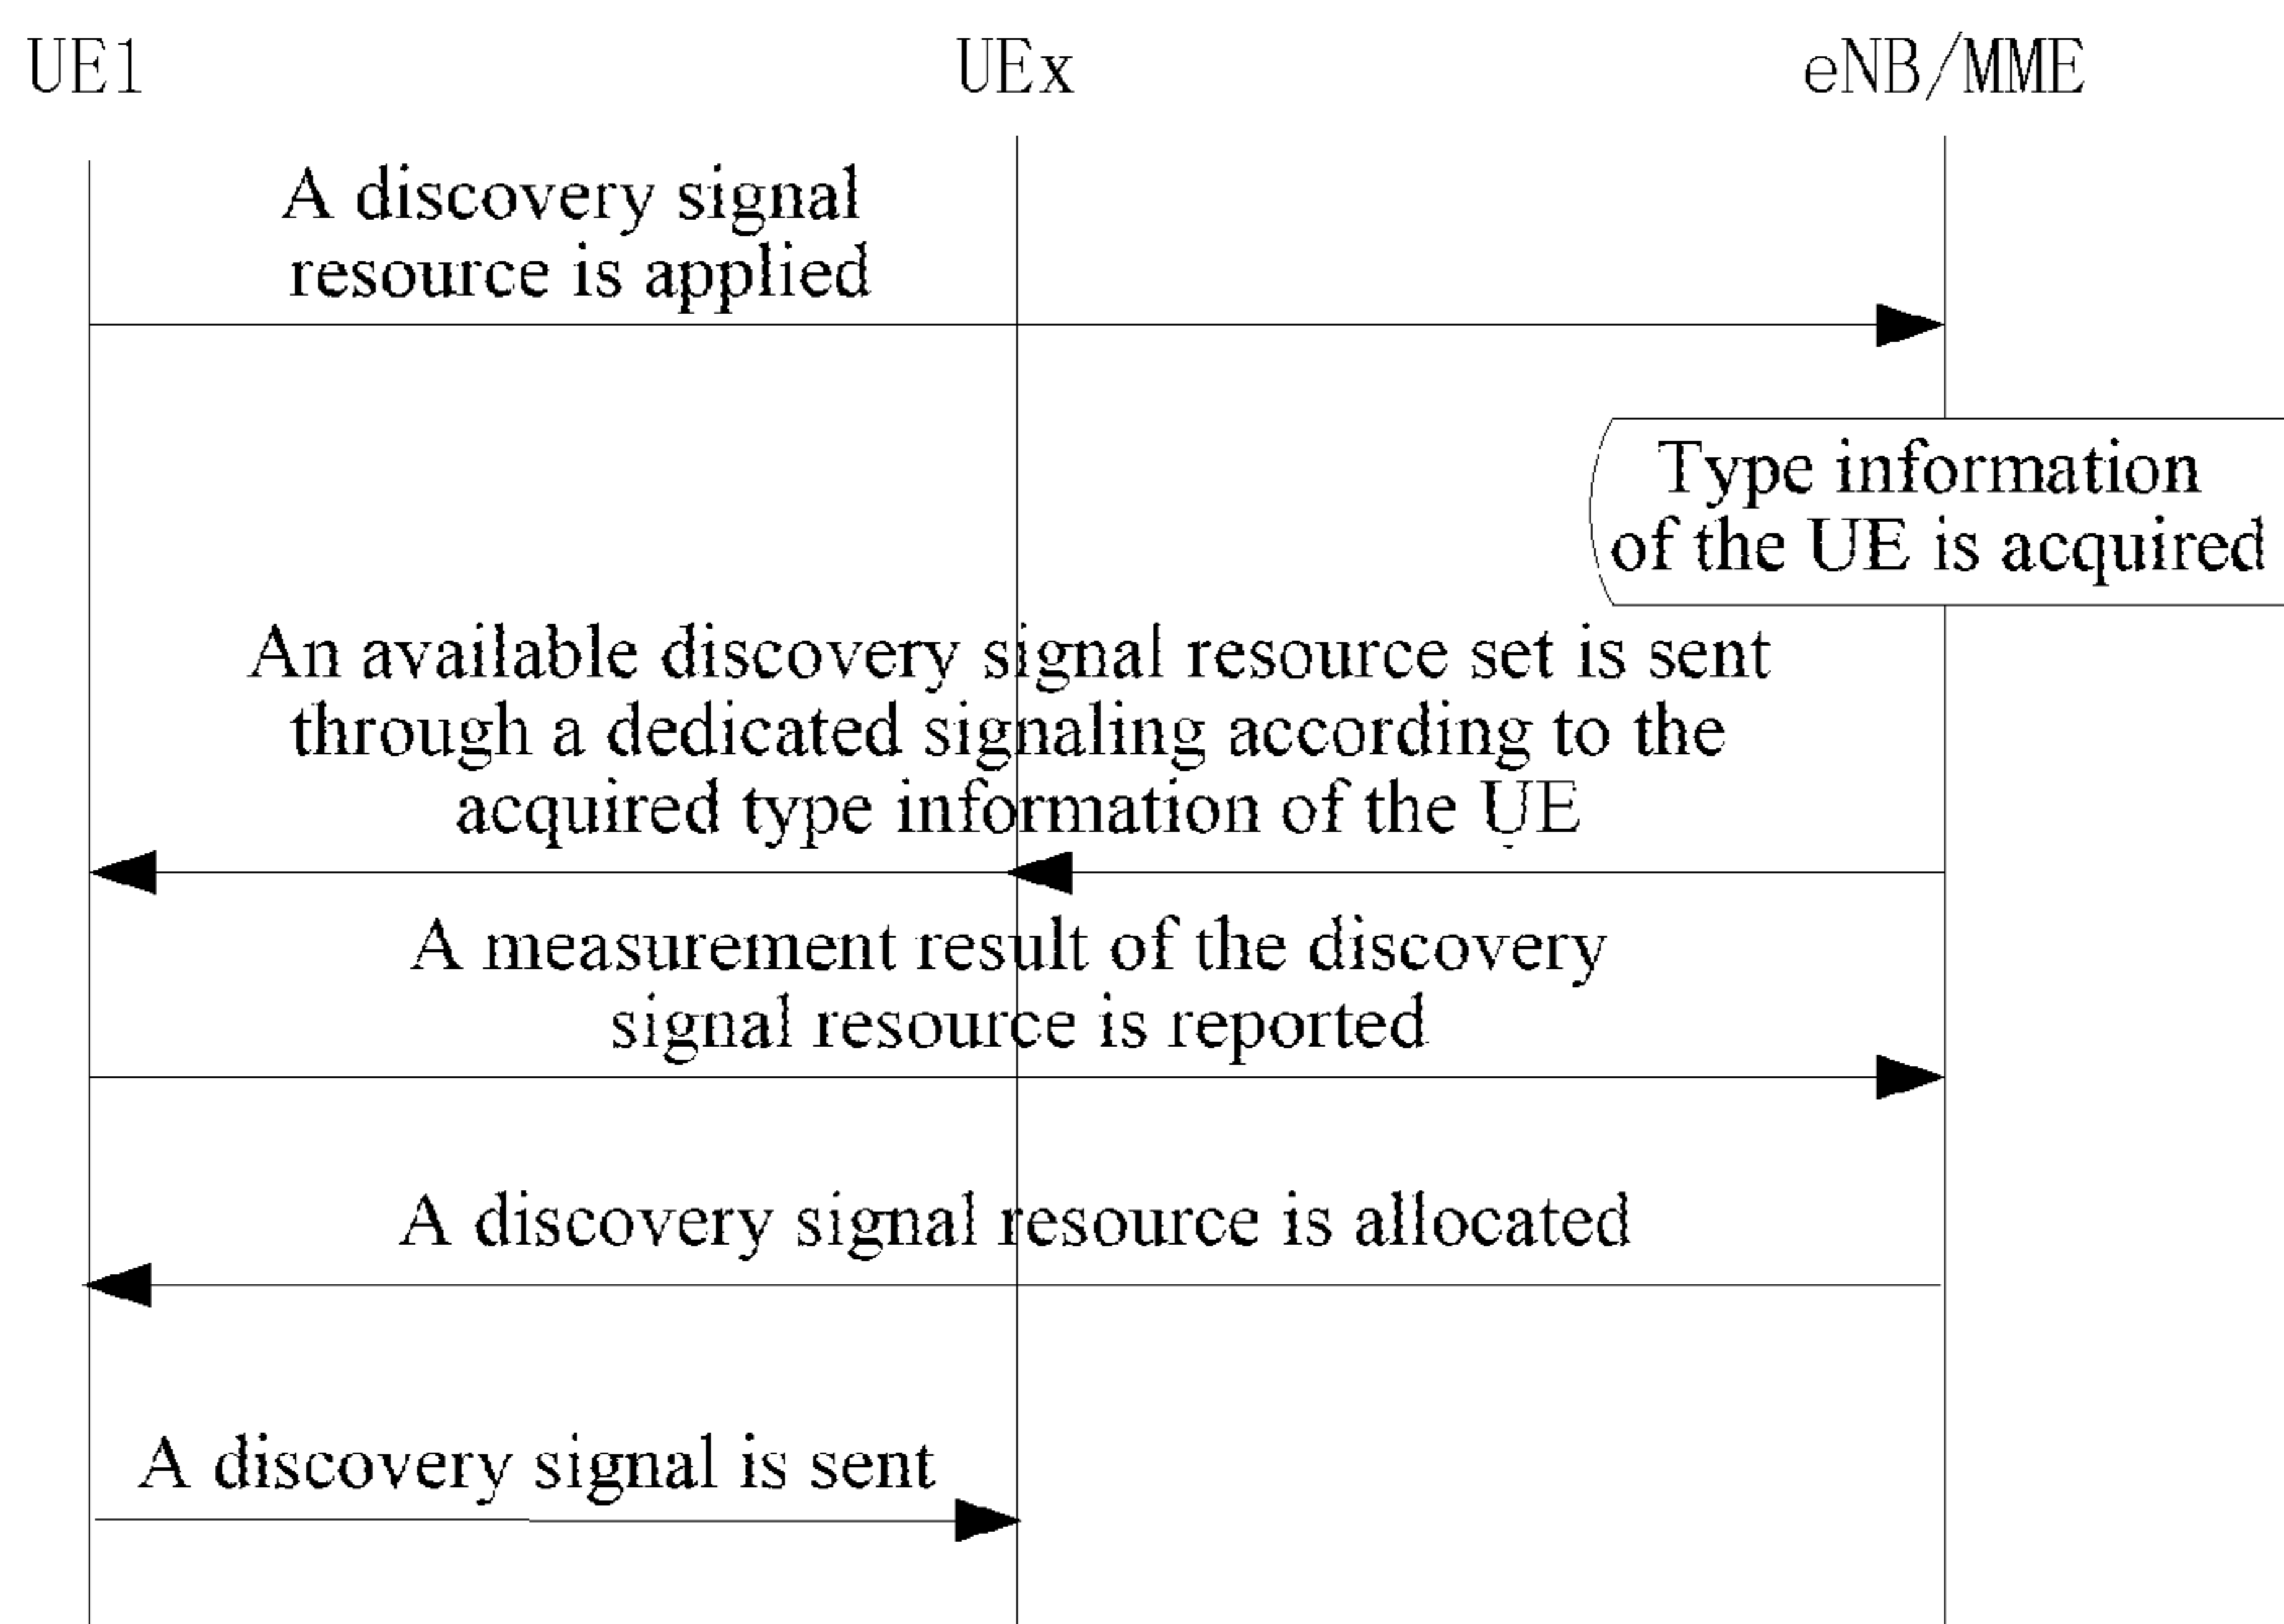 UE1 UEx eNB/MME
A discovery signal
resource is applied
Type information
of the UE is acquired
An available discovery signal resource set is sent
through a dedicated signaling according to the
acquired type information of the UE
A measurement result of the discovery
signal resource is reported
A discovery signal resource is allocated
A discovery signal is sent